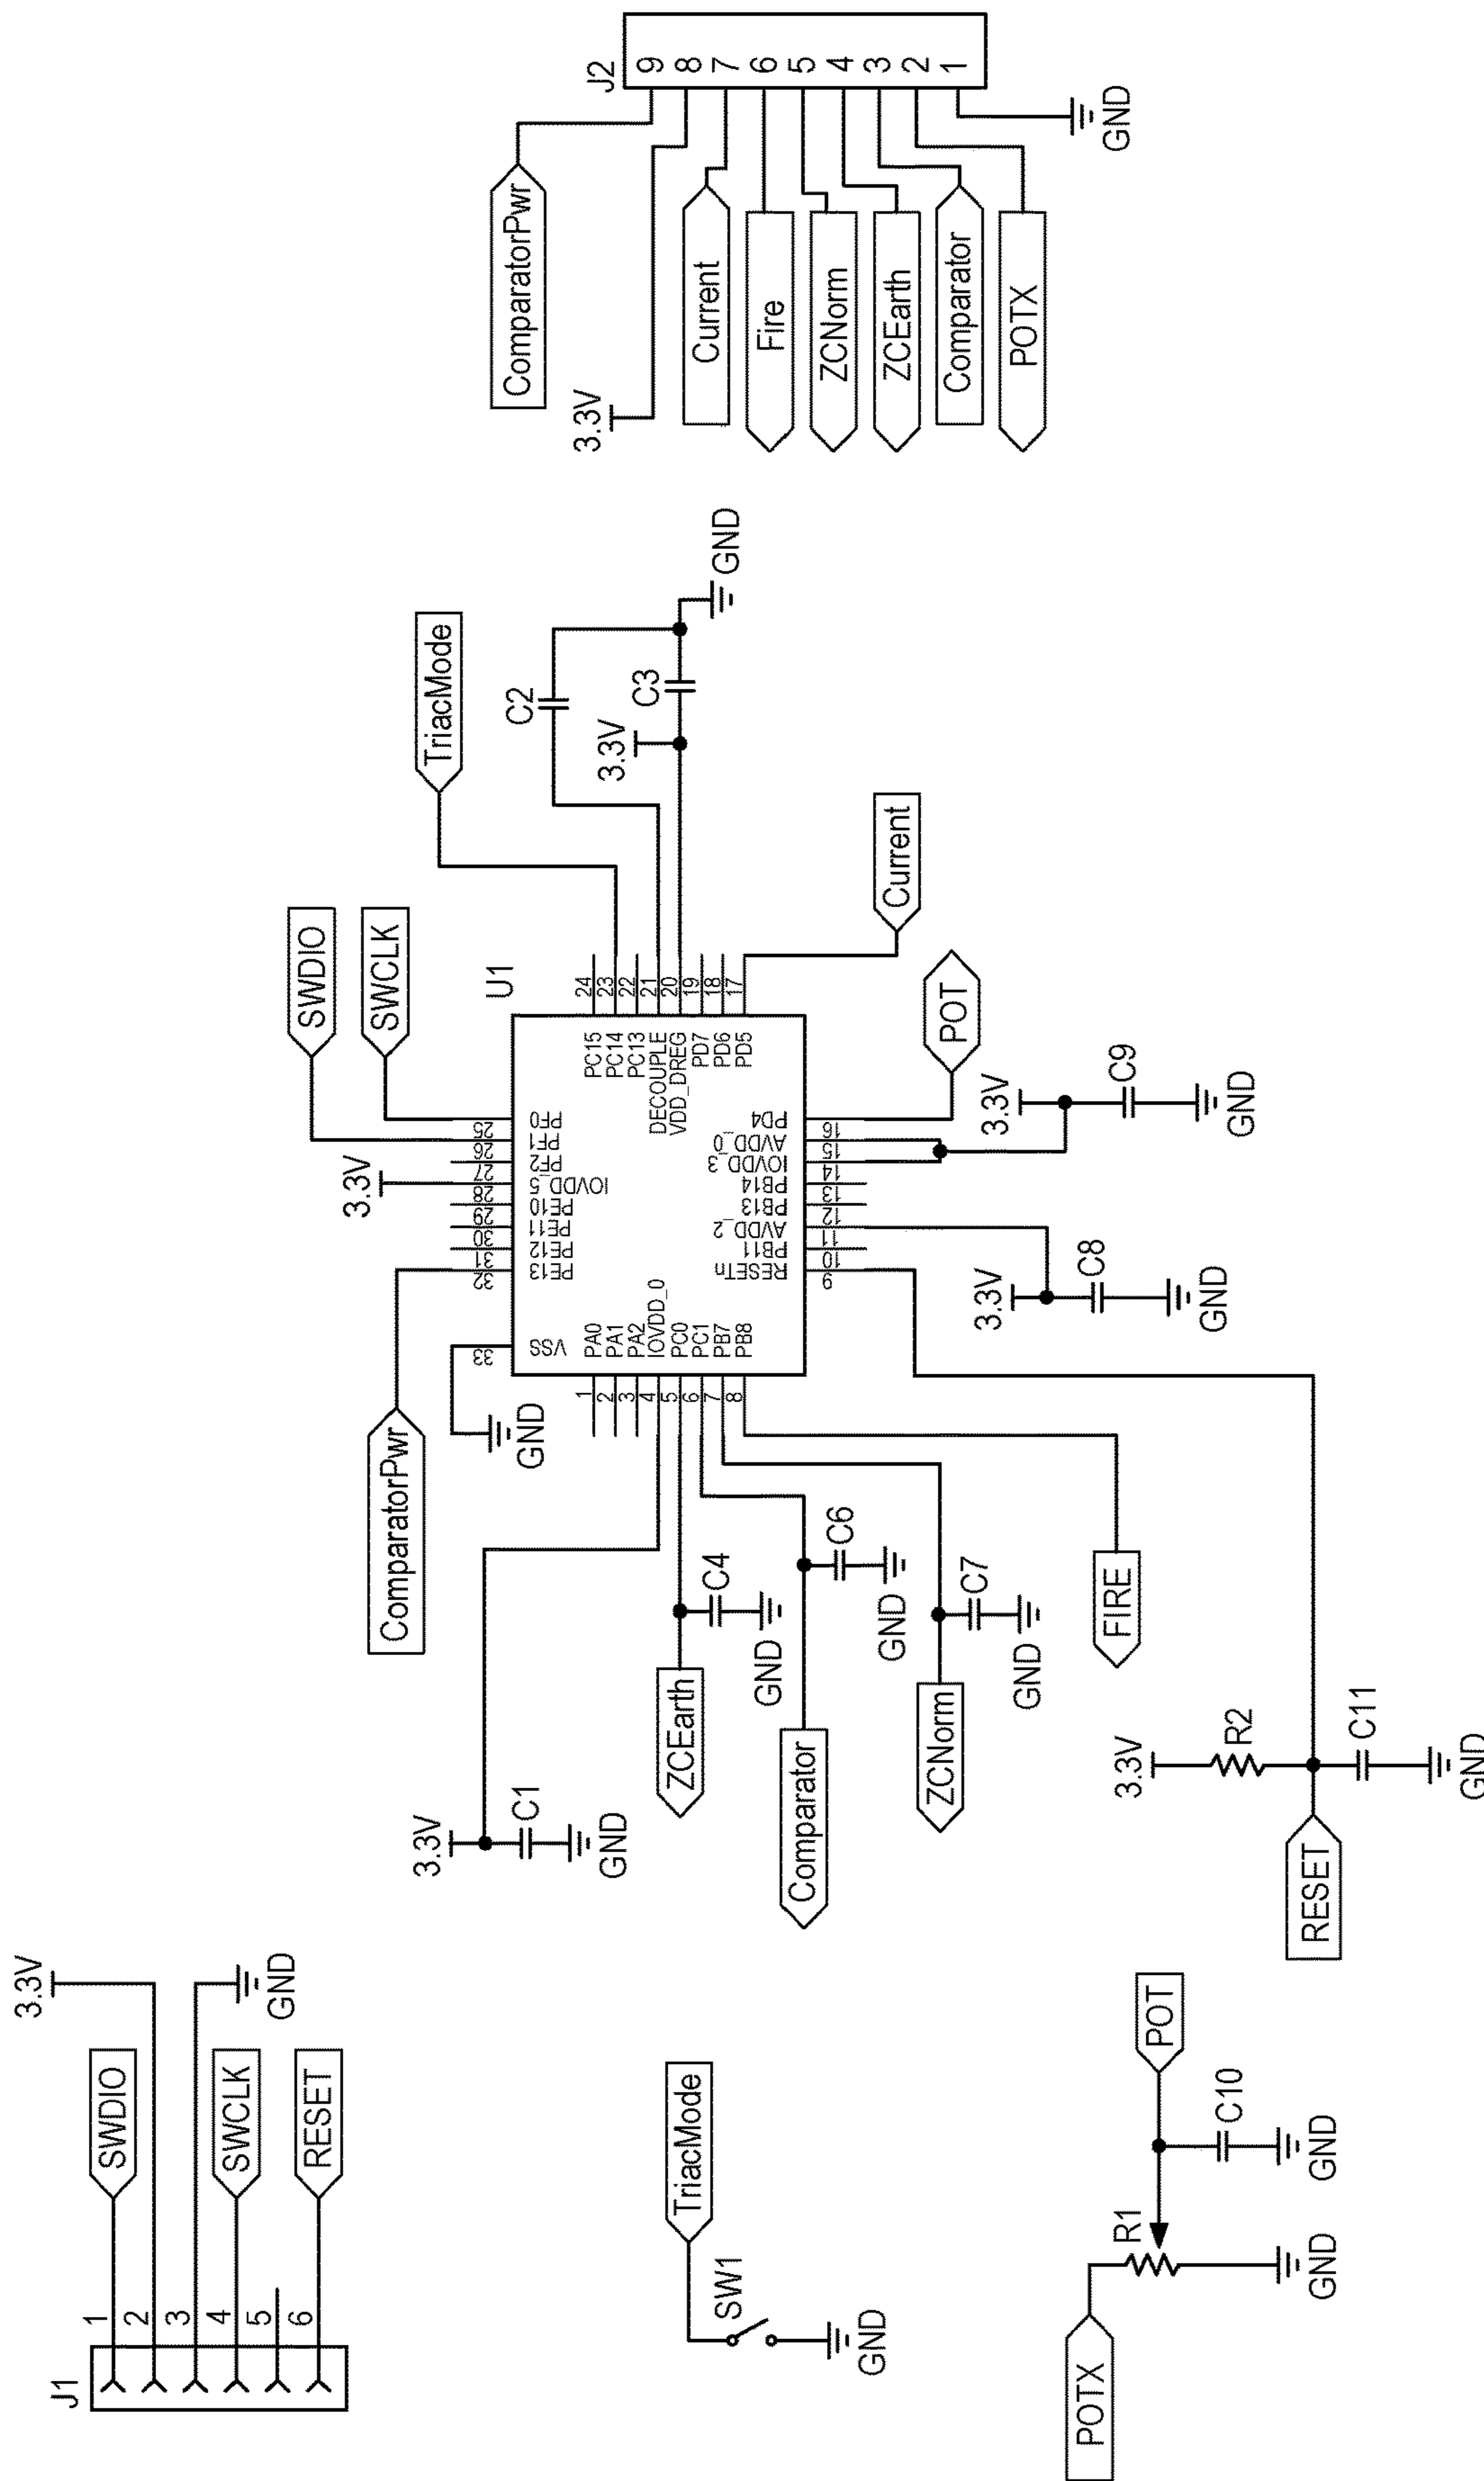 J1
1
2
3
4
5
6
SWDIO
3.3V
GND
SWCLK
RESET
TriacMode
SW1
GND
POTX
R1
GND
POT
C10
GND
3.3V
C1
GND
ZCEarth
C4
GND
Comparator
C6
GND
ZCNorm
C7
GND
FIRE
RESET
3.3V
R2
C11
GND
ComparatorPwr
GND
U1
33
VSS
32
31
30
29
28
27
26
25
PE13
PE12
PE11
PE10
IOVDD_5
PF2
PF1
PF0
1
2
3
4
5
6
7
8
PA0
PA1
PA2
IOVDD_0
PC0
PC1
PB7
PB8
RESETn
PB11
AVDD_2
PB13
PB14
IOVDD_3
AVDD_0
PD4
9
10
11
12
13
14
15
16
PC15
PC14
PC13
DECOUPLE
VDD_DREG
PD7
PD6
PD5
24
23
22
21
20
19
18
17
3.3V
SWDIO
SWCLK
TriacMode
C2
3.3V
C3
GND
Current
POT
3.3V
C8
GND
3.3V
C9
GND
J2
9
8
7
6
5
4
3
2
1
ComparatorPwr
3.3V
Current
Fire
ZCNorm
ZCEarth
Comparator
POTX
GND